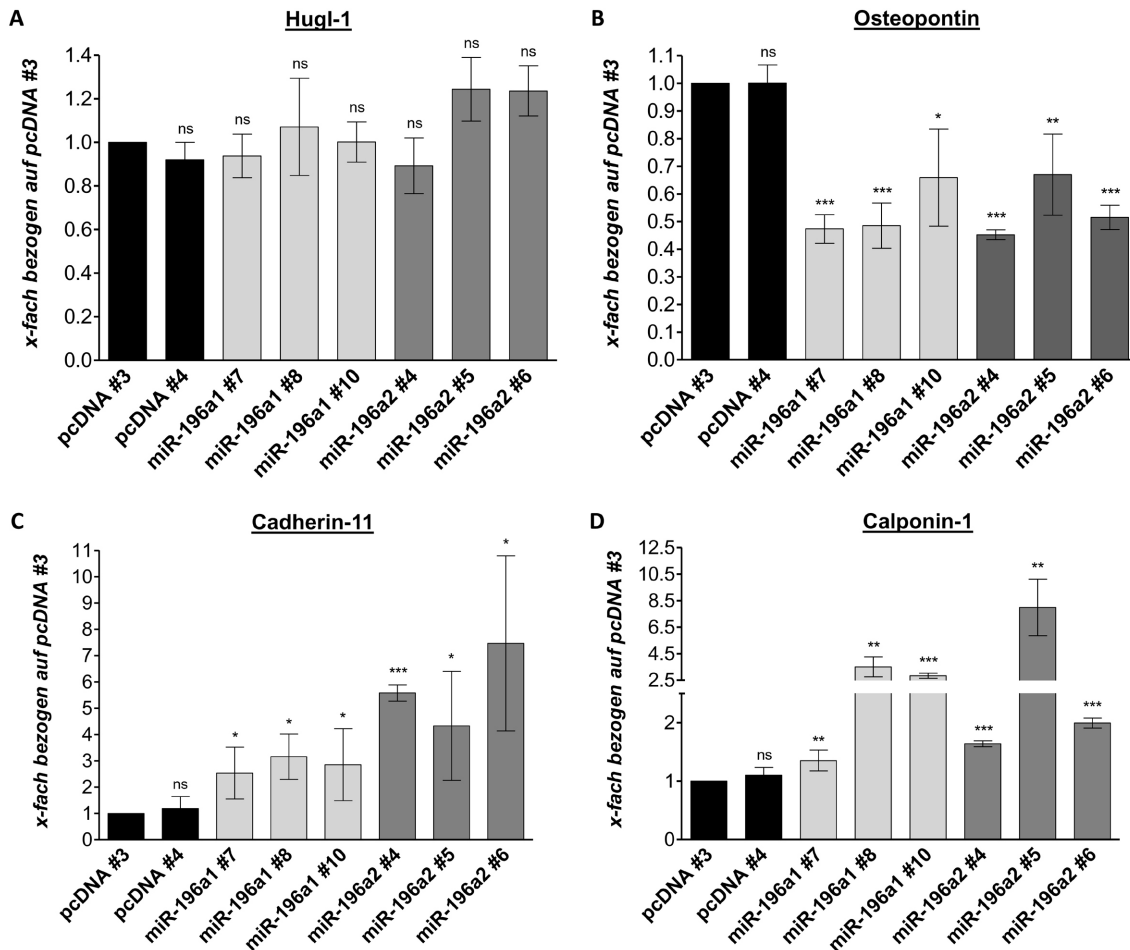 A
Hugl-1
x-fach bezogen auf pcDNA #3
1.4
1.2
1.0
0.8
0.6
0.4
0.2
0.0
ns
ns
ns
ns
ns
ns
ns
pcDNA #3
pcDNA #4
miR-196a1 #7
miR-196a1 #8
miR-196a1 #10
miR-196a2 #4
miR-196a2 #5
miR-196a2 #6
B
Osteopontin
x-fach bezogen auf pcDNA #3
1.1
1.0
0.9
0.8
0.7
0.6
0.5
0.4
0.3
0.2
0.1
0.0
ns
***
***
*
***
**
***
pcDNA #3
pcDNA #4
miR-196a1 #7
miR-196a1 #8
miR-196a1 #10
miR-196a2 #4
miR-196a2 #5
miR-196a2 #6
C
Cadherin-11
x-fach bezogen auf pcDNA #3
11
10
9
8
7
6
5
4
3
2
1
0
ns
*
*
*
***
*
*
pcDNA #3
pcDNA #4
miR-196a1 #7
miR-196a1 #8
miR-196a1 #10
miR-196a2 #4
miR-196a2 #5
miR-196a2 #6
D
Calponin-1
x-fach bezogen auf pcDNA #3
12.5
10.5
8.5
6.5
4.5
2.5
2
1
0
ns
**
**
***
***
**
***
pcDNA #3
pcDNA #4
miR-196a1 #7
miR-196a1 #8
miR-196a1 #10
miR-196a2 #4
miR-196a2 #5
miR-196a2 #6